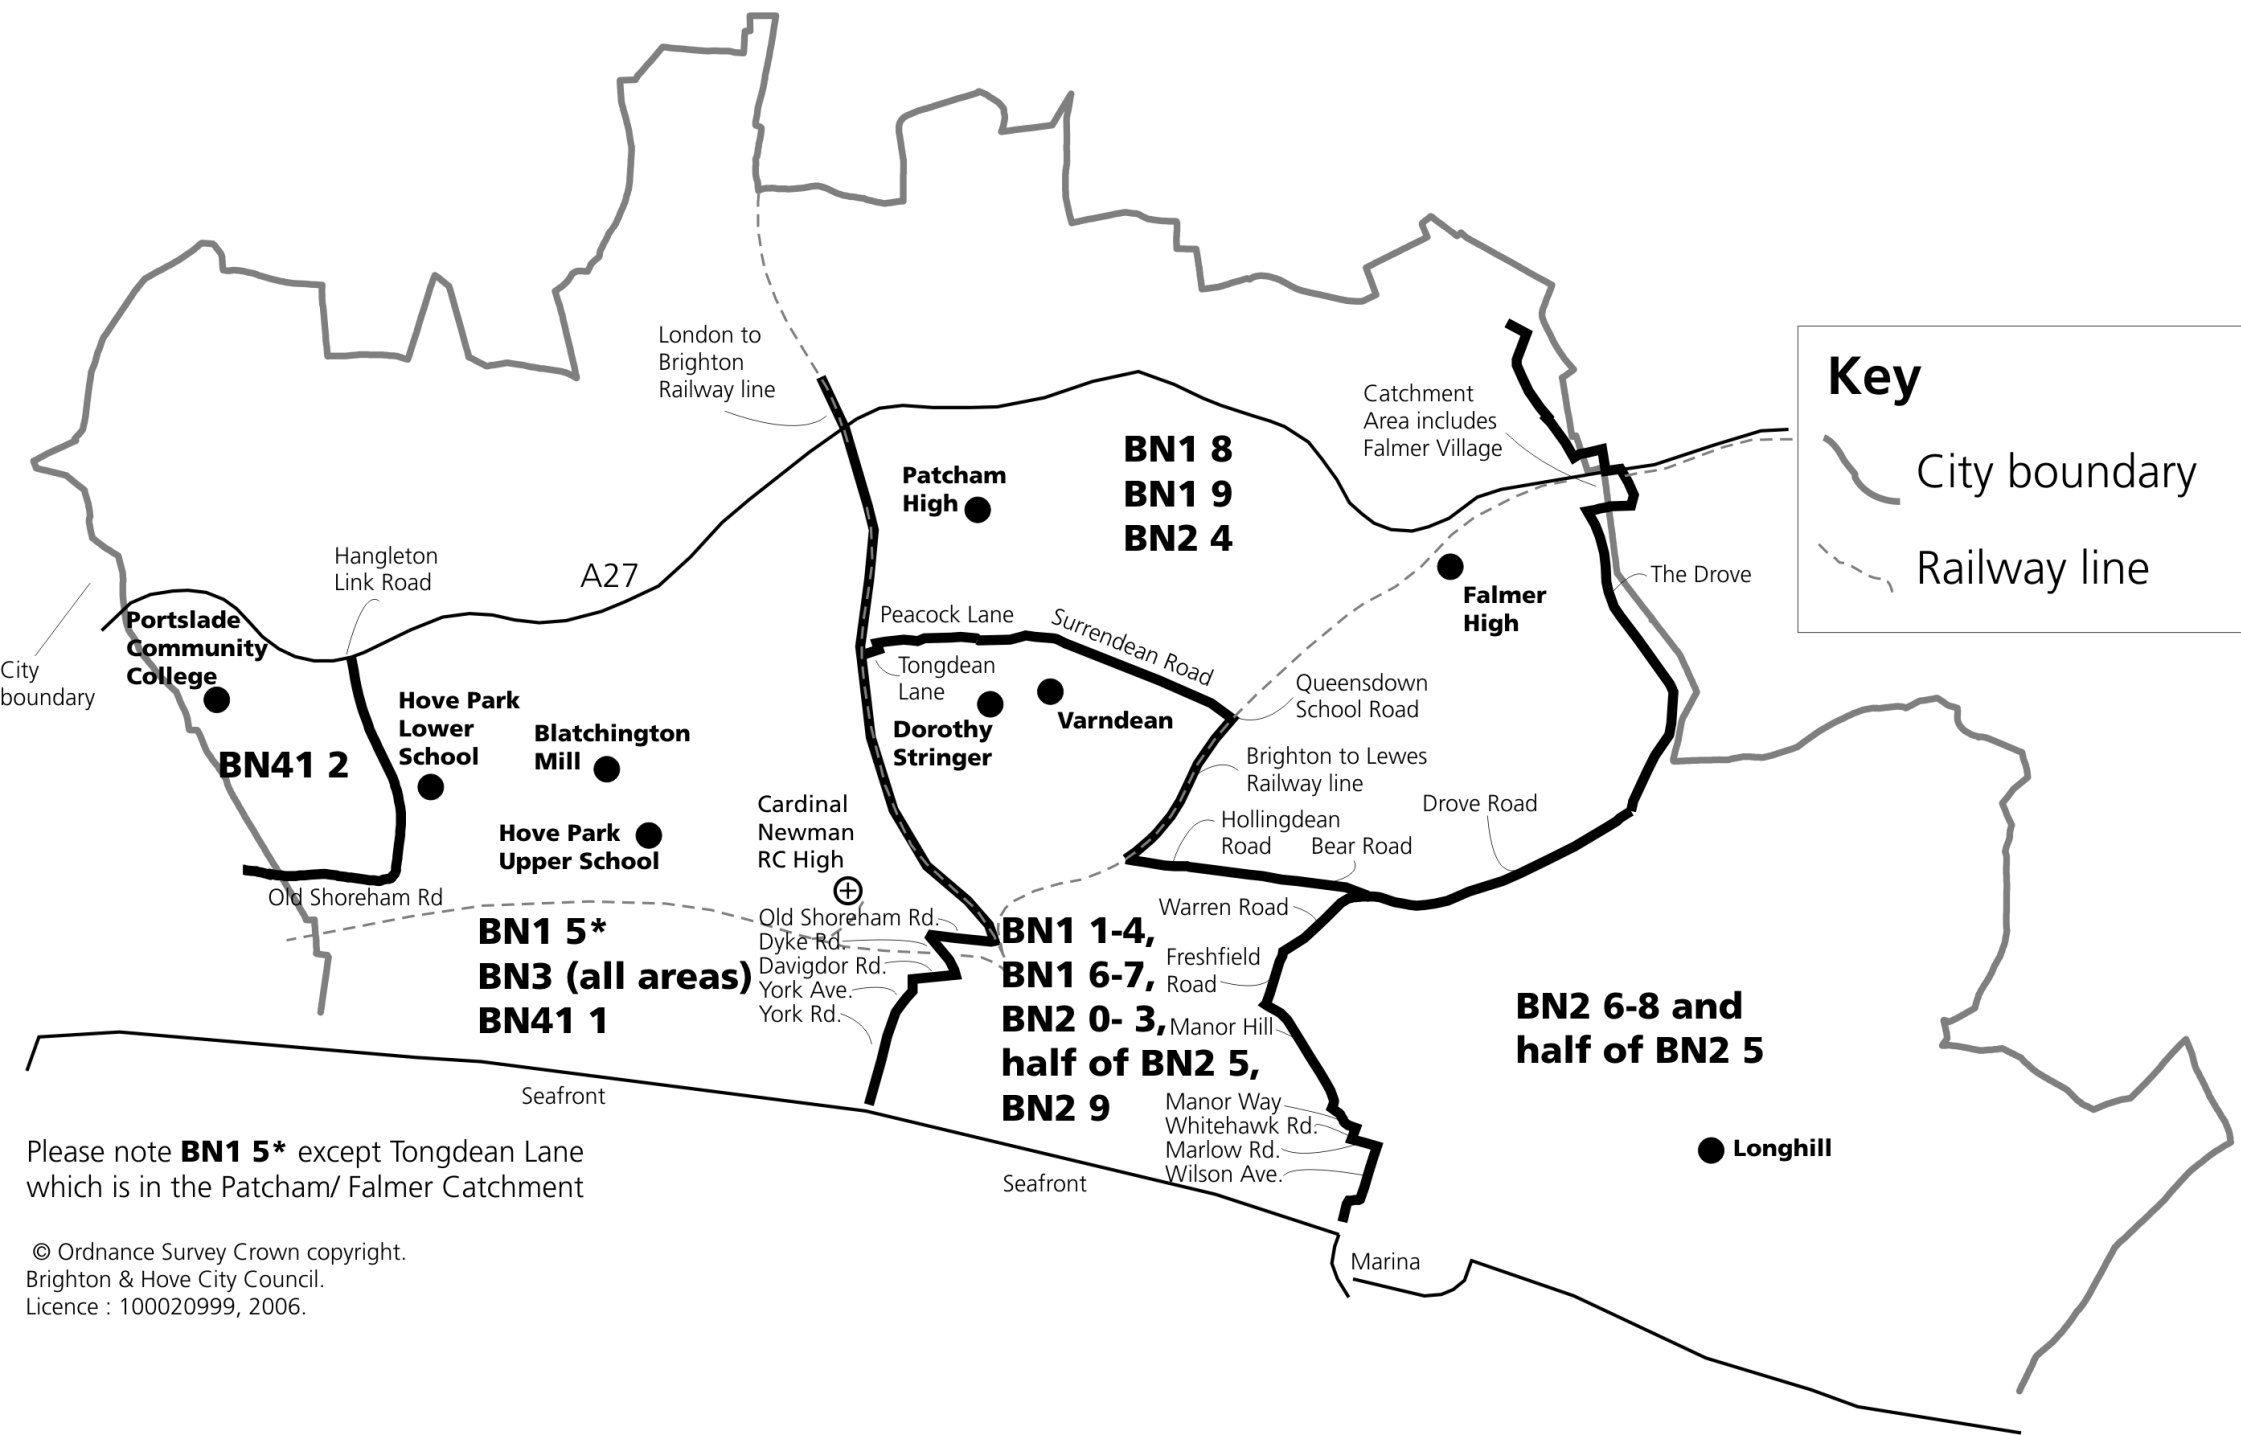 London to
Brighton
Railway line
Catchment
Area includes
Falmer Village
Key
City boundary
Railway line
BN1 8
BN1 9
BN2 4
Patcham
High
Hangleton
Link Road
A27
Falmer
High
The Drove
Portslade
Community
College
City
boundary
Peacock Lane
Surrendean Road
Tongdean
Lane
Queensdown
School Road
Hove Park
Lower
School
Blatchington
Mill
Dorothy
Stringer
Varndean
BN41 2
Brighton to Lewes
Railway line
Cardinal
Newman
RC High
Hollingdean
Road
Bear Road
Drove Road
Hove Park
Upper School
Old Shoreham Rd
BN1 5*
BN3 (all areas)
BN41 1
Old Shoreham Rd.
Dyke Rd.
Davigdor Rd.
York Ave.
York Rd.
BN1 1-4,
BN1 6-7,
BN2 0- 3,
half of BN2 5,
BN2 9
Warren Road
Freshfield
Road
Manor Hill
BN2 6-8 and
half of BN2 5
Manor Way
Whitehawk Rd.
Marlow Rd.
Wilson Ave.
Longhill
Seafront
Seafront
Marina
Please note BN1 5* except Tongdean Lane
which is in the Patcham/ Falmer Catchment
© Ordnance Survey Crown copyright.
Brighton & Hove City Council.
Licence : 100020999, 2006.